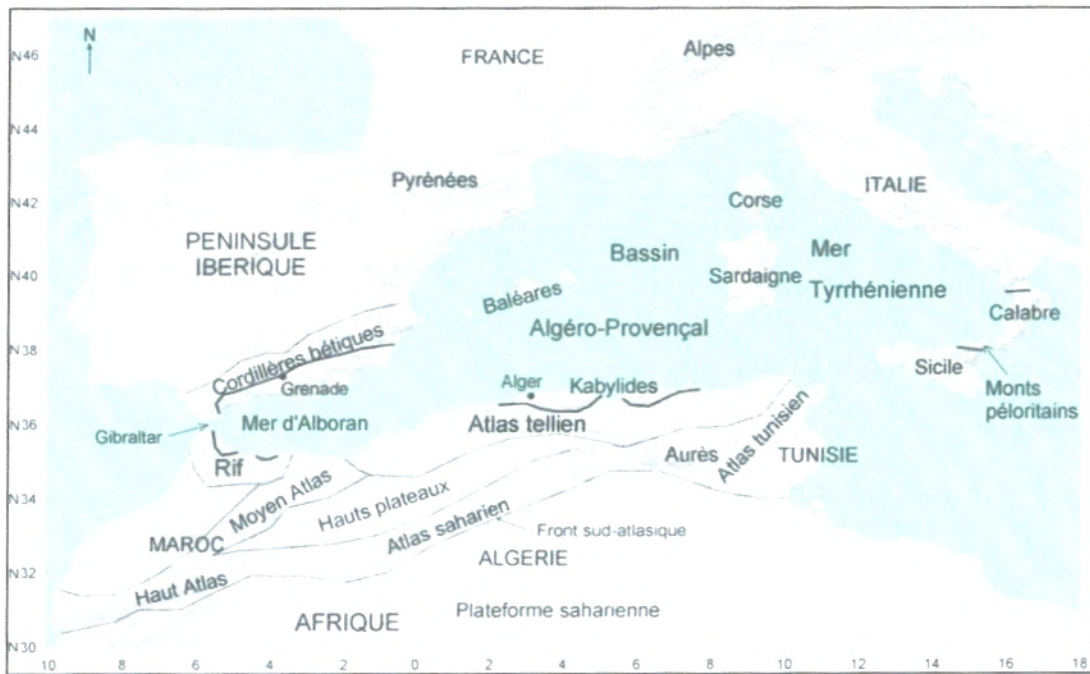 N
N46
FRANCE
Alpes
N44
Pyrénées
ITALIE
N42
Corse
PENINSULE
IBERIQUE
Bassin
Mer
N40
Sardaigne
Tyrrhénienne
Baléares
Algéro-Provençal
Calabre
N38
Cordillères bétiques
Sicile
Grenade
Alger
Kabylides
Monts
péloritains
N36
Gibraltar
Mer d'Alboran
Atlas tellien
Atlas tunisien
Rif
Aurès
TUNISIE
N34
Moyen Atlas
Hauts plateaux
MAROC
Atlas saharien
Front sud-atlasique
N32
Haut Atlas
ALGERIE
AFRIQUE
Plateforme saharienne
N30
10 8 6 4 2 0 2 4 6 8 10 12 14 16 18